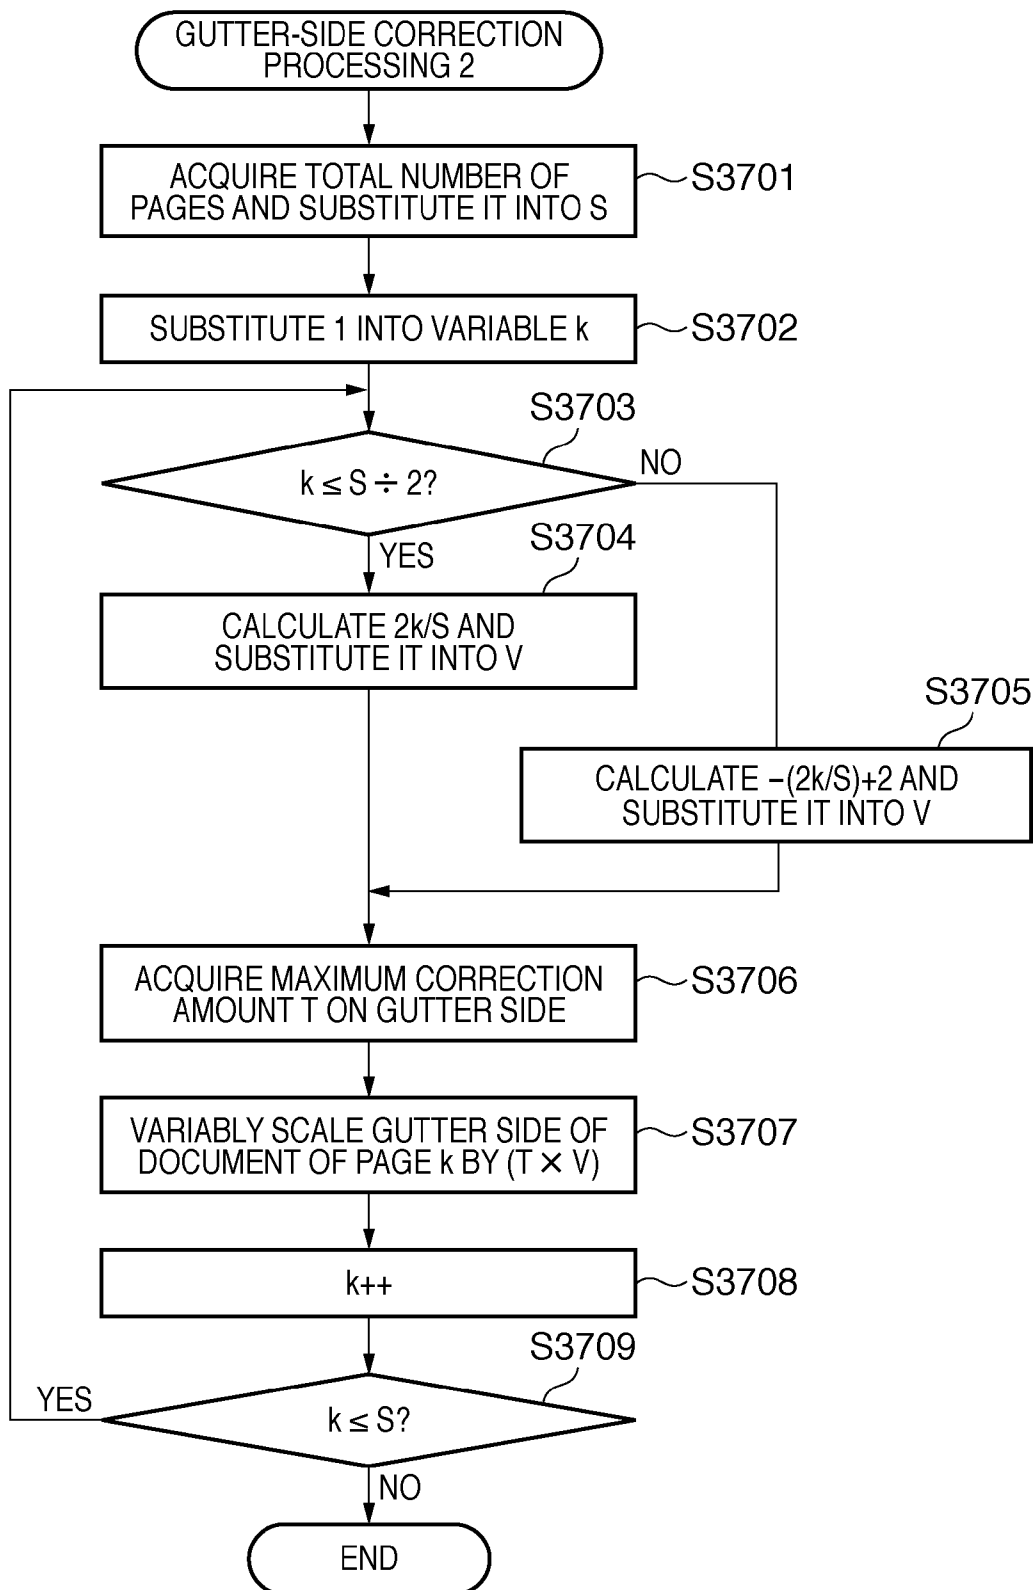 GUTTER-SIDE CORRECTION
PROCESSING 2
ACQUIRE TOTAL NUMBER OF
PAGES AND SUBSTITUTE IT INTO S
S3701
SUBSTITUTE 1 INTO VARIABLE k
S3702
S3703
k ≤ S ÷ 2?
NO
YES
S3704
CALCULATE 2k/S AND
SUBSTITUTE IT INTO V
S3705
CALCULATE –(2k/S)+2 AND
SUBSTITUTE IT INTO V
ACQUIRE MAXIMUM CORRECTION
AMOUNT T ON GUTTER SIDE
S3706
VARIABLY SCALE GUTTER SIDE OF
DOCUMENT OF PAGE k BY (T × V)
S3707
k++
S3708
S3709
YES
k ≤ S?
NO
END